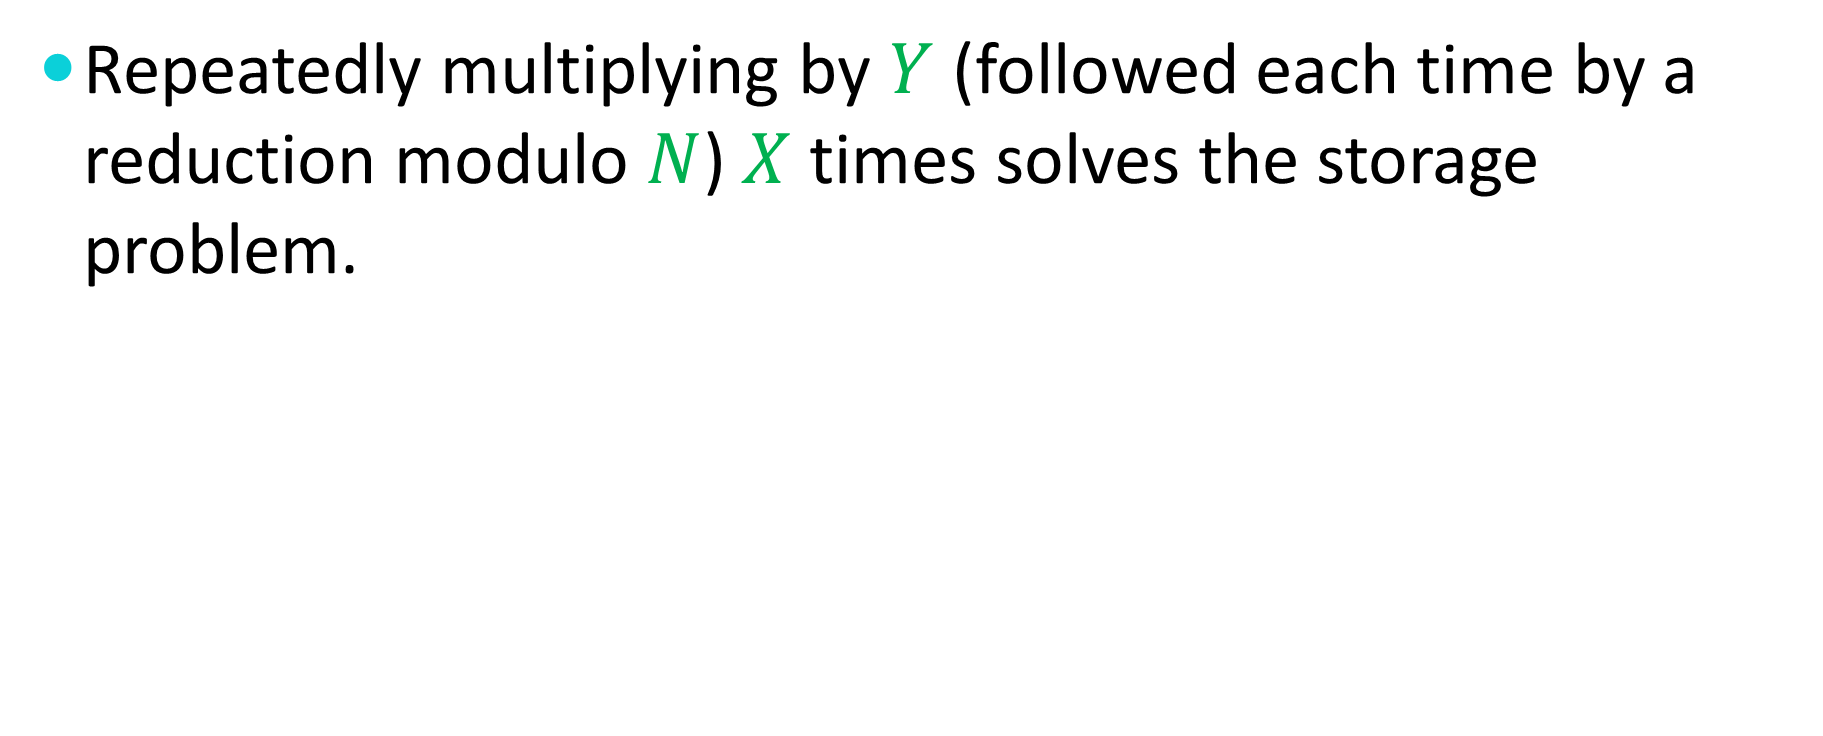 • Repeatedly multiplying by Y (followed each time by a
reduction modulo N) X times solves the storage
problem.